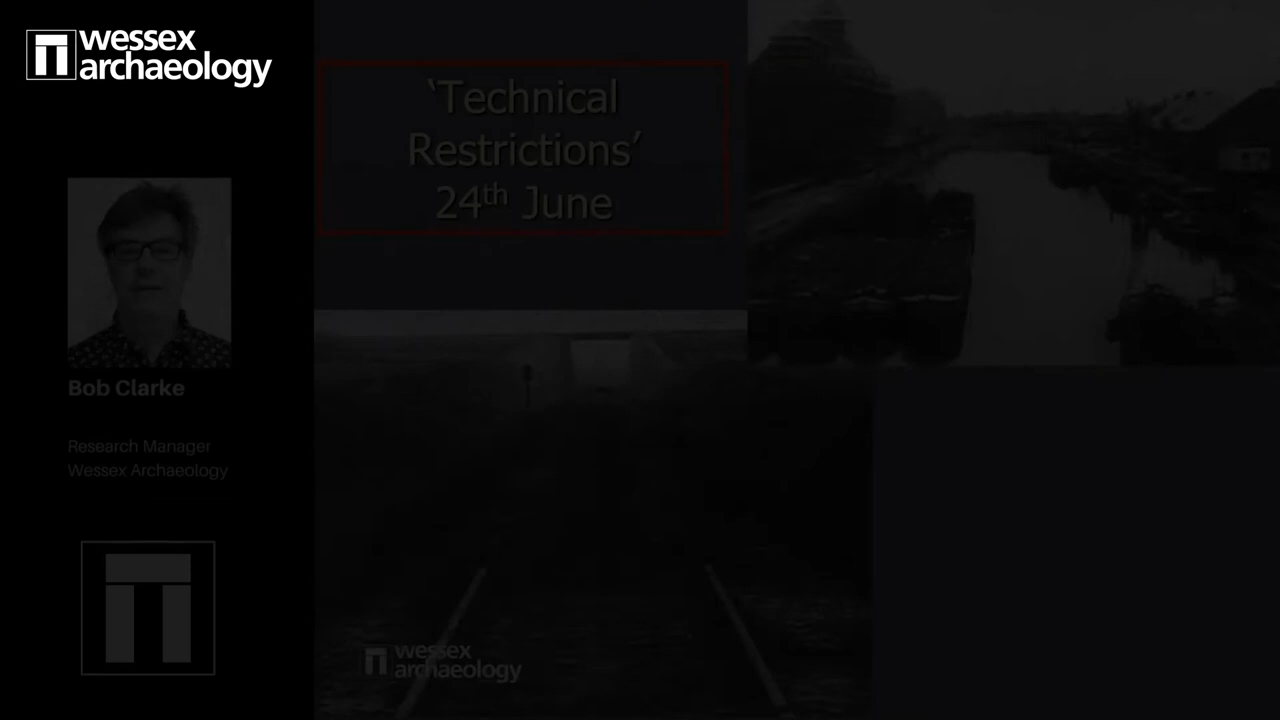 wessex
archaeology
‘Technical
Restrictions’
24th June
Bob Clarke
Research Manager
Wessex Archaeology
wessex
archaeology